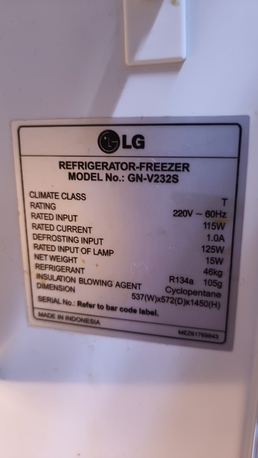 LG
REFRIGERATOR-FREEZER
MODEL No.: GN-V232S
CLIMATE CLASS T
RATING 220V ~ 60Hz
RATED INPUT 115W
RATED CURRENT 1.0A
DEFROSTING INPUT 125W
RATED INPUT OF LAMP 15W
NET WEIGHT 46kg
REFRIGERANT R134a 105g
INSULATION BLOWING AGENT Cyclopentane
DIMENSION 537(W)x572(D)x1450(H)
SERIAL No.: Refer to bar code label.
MADE IN INDONESIA